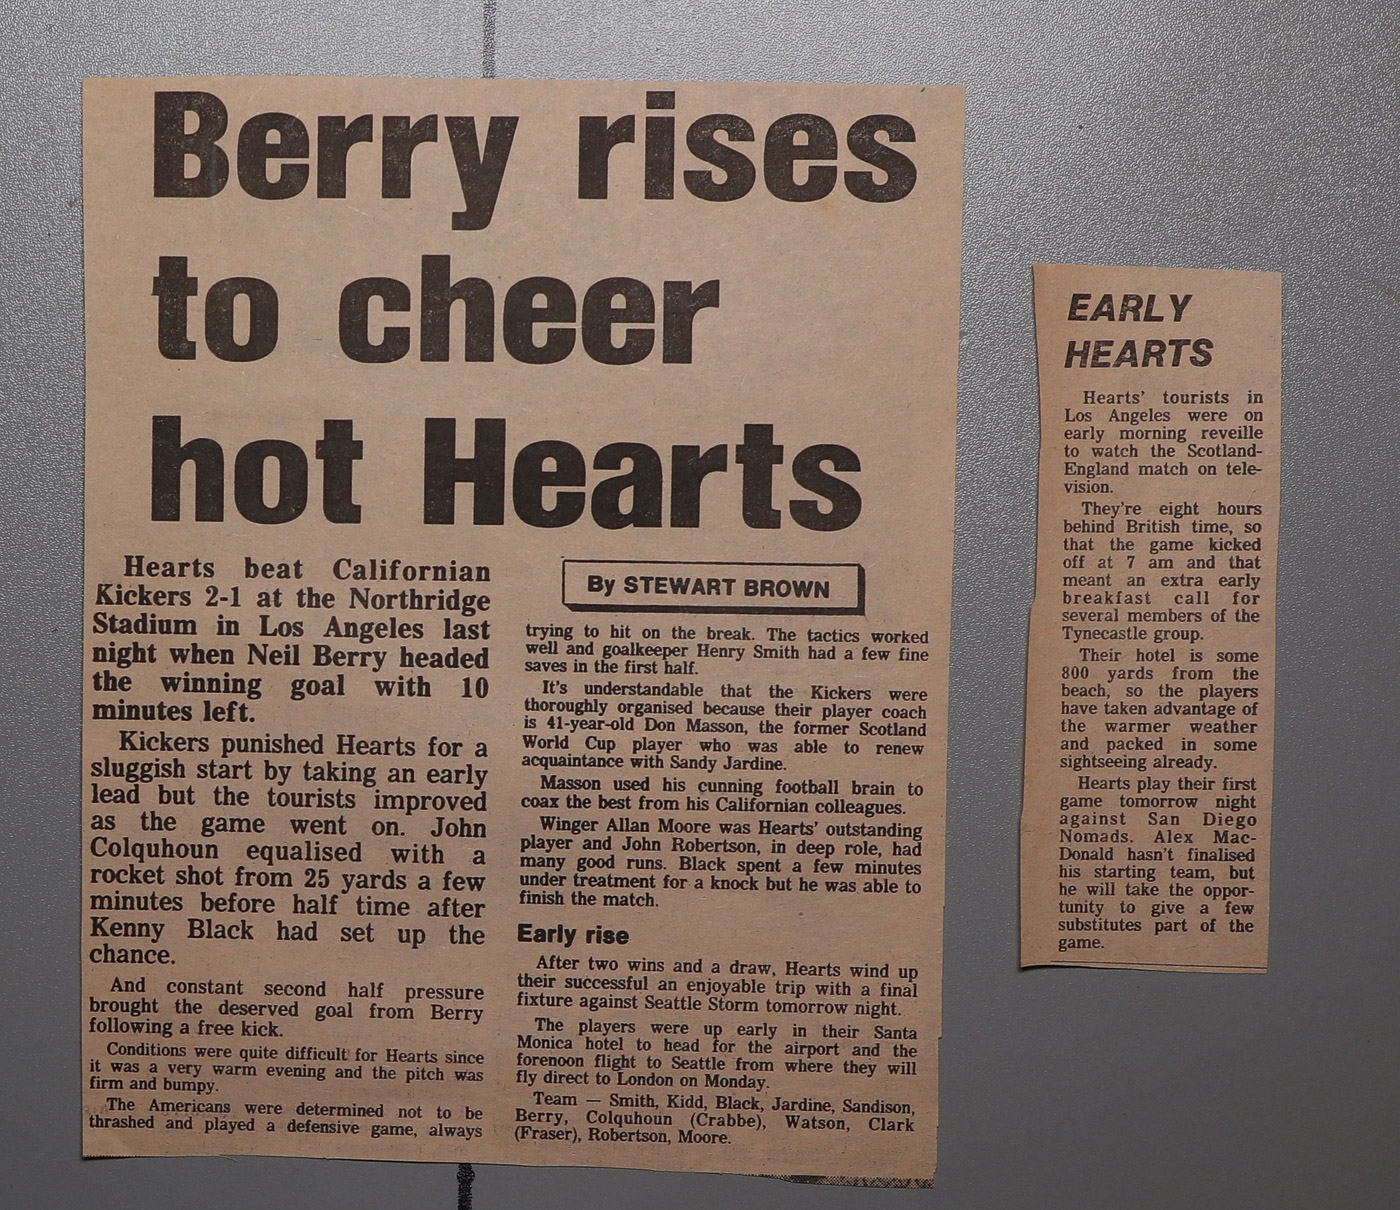 Berry rises
to cheer
hot Hearts
Hearts beat Californian
Kickers 2-1 at the Northridge
Stadium in Los Angeles last
night when Neil Berry headed
the winning goal with 10
minutes left.
Kickers punished Hearts for a
sluggish start by taking an early
lead but the tourists improved
as the game went on. John
Colquhoun equalised with a
rocket shot from 25 yards a few
minutes before half time after
Kenny Black had set up the
chance.
And constant second half pressure
brought the deserved goal from Berry
following a free kick.
Conditions were quite difficult for Hearts since
it was a very warm evening and the pitch was
firm and bumpy.
The Americans were determined not to be
thrashed and played a defensive game, always
By STEWART BROWN
trying to hit on the break. The tactics worked
well and goalkeeper Henry Smith had a few fine
saves in the first half.
It's understandable that the Kickers were
thoroughly organised because their player coach
is 41-year-old Don Masson, the former Scotland
World Cup player who was able to renew
acquaintance with Sandy Jardine.
Masson used his cunning football brain to
coax the best from his Californian colleagues.
Winger Allan Moore was Hearts' outstanding
player and John Robertson, in deep role, had
many good runs. Black spent a few minutes
under treatment for a knock but he was able to
finish the match.
Early rise
After two wins and a draw, Hearts wind up
their successful an enjoyable trip with a final
fixture against Seattle Storm tomorrow night.
The players were up early in their Santa
Monica hotel to head for the airport and the
forenoon flight to Seattle from where they will
fly direct to London on Monday.
Team — Smith, Kidd, Black, Jardine, Sandison,
Berry, Colquhoun (Crabbe), Watson, Clark
(Fraser), Robertson, Moore.
EARLY
HEARTS
Hearts' tourists in
Los Angeles were on
early morning reveille
to watch the Scotland-
England match on tele-
vision.
They're eight hours
behind British time, so
that the game kicked
off at 7 am and that
meant an extra early
breakfast call for
several members of the
Tynecastle group.
Their hotel is some
800 yards from the
beach, so the players
have taken advantage of
the warmer weather
and packed in some
sightseeing already.
Hearts play their first
game tomorrow night
against San Diego
Nomads. Alex Mac-
Donald hasn't finalised
his starting team, but
he will take the oppor-
tunity to give a few
substitutes part of the
game.